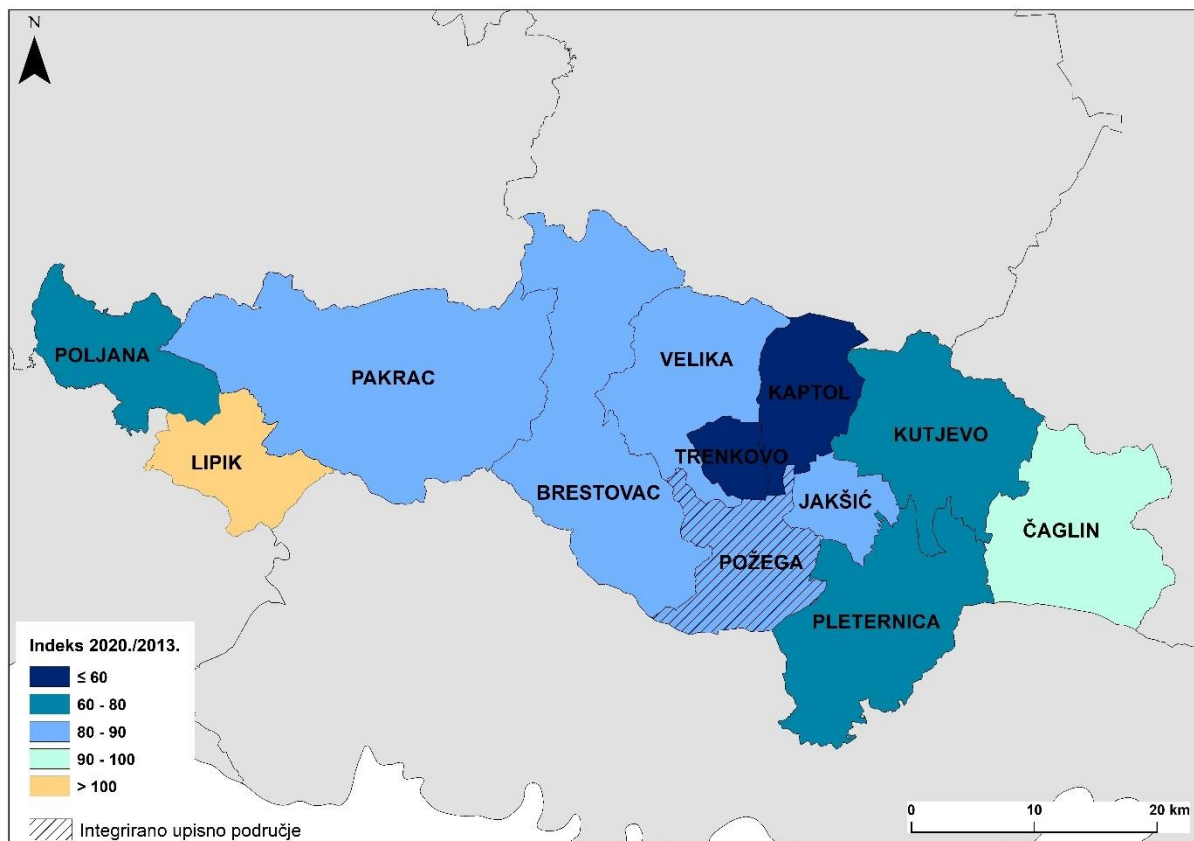 N
POLJANA
PAKRAC
VELIKA
KAPTOL
LIPIK
TRENKOVO
KUTJEVO
BRESTOVAC
JAKŠIĆ
ČAGLIN
POŽEGA
PLETERNICA
Indeks 2020./2013.
≤ 60
60 - 80
80 - 90
90 - 100
> 100
Integrirano upisno područje
0 10 20 km